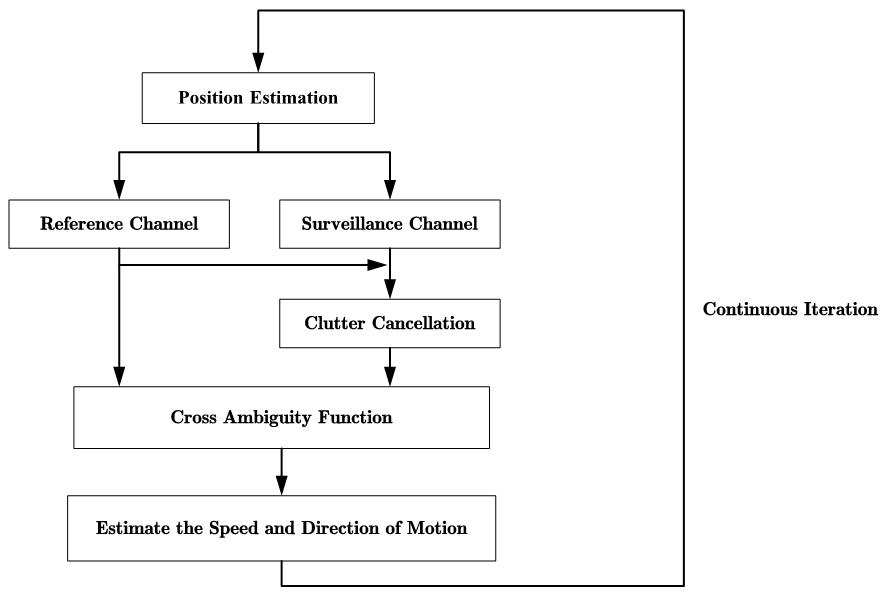 Position Estimation
Reference Channel
Surveillance Channel
Continuous Iteration
Clutter Cancellation
Cross Ambiguity Function
Estimate the Speed and Direction of Motion